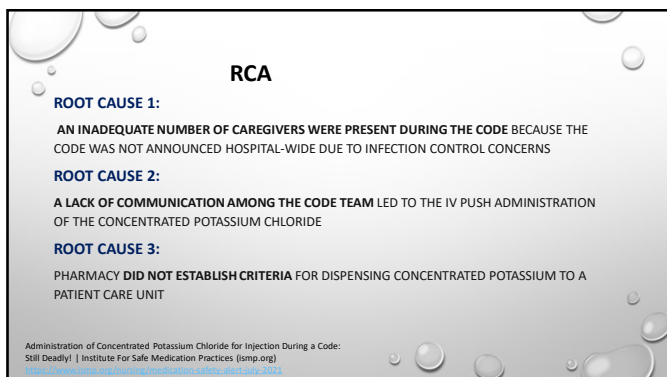 RCA
ROOT CAUSE 1:
AN INADEQUATE NUMBER OF CAREGIVERS WERE PRESENT DURING THE CODE BECAUSE THE
CODE WAS NOT ANNOUNCED HOSPITAL-WIDE DUE TO INFECTION CONTROL CONCERNS
ROOT CAUSE 2:
A LACK OF COMMUNICATION AMONG THE CODE TEAM LED TO THE IV PUSH ADMINISTRATION
OF THE CONCENTRATED POTASSIUM CHLORIDE
ROOT CAUSE 3:
PHARMACY DID NOT ESTABLISH CRITERIA FOR DISPENSING CONCENTRATED POTASSIUM TO A
PATIENT CARE UNIT
Administration of Concentrated Potassium Chloride for Injection During a Code:
Still Deadly! | Institute For Safe Medication Practices (ismp.org)
https://www.ismp.org/nursing/medication-safety-alert-july-2021